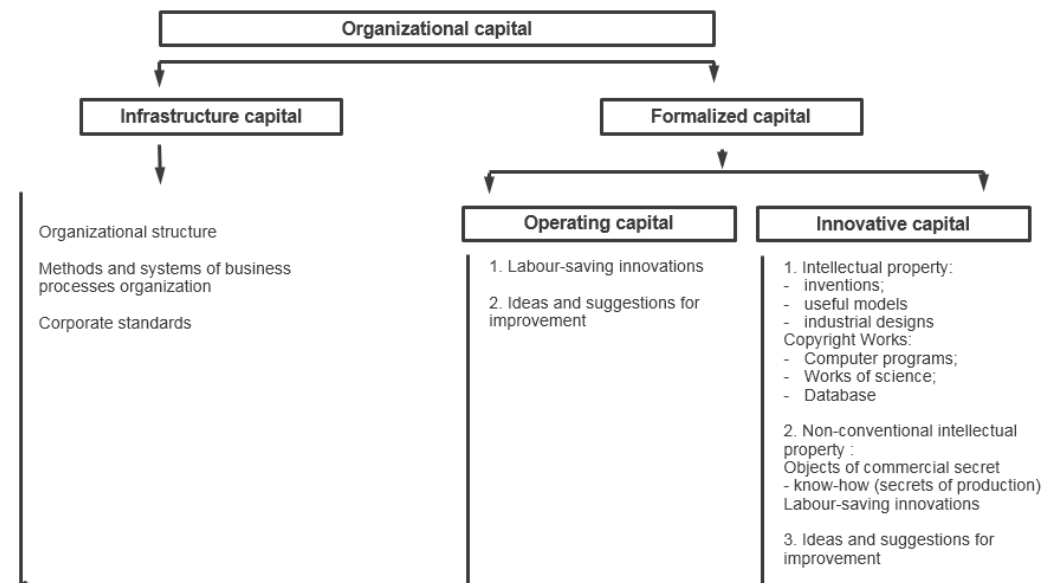 Organizational capital
Infrastructure capital
Formalized capital
Organizational structure
Methods and systems of business
processes organization
Corporate standards
Operating capital
1. Labour-saving innovations
2. Ideas and suggestions for
improvement
Innovative capital
1. Intellectual property:
- inventions;
- useful models
- industrial designs
Copyright Works:
- Computer programs;
- Works of science;
- Database
2. Non-conventional intellectual
property :
Objects of commercial secret
- know-how (secrets of production)
Labour-saving innovations
3. Ideas and suggestions for
improvement